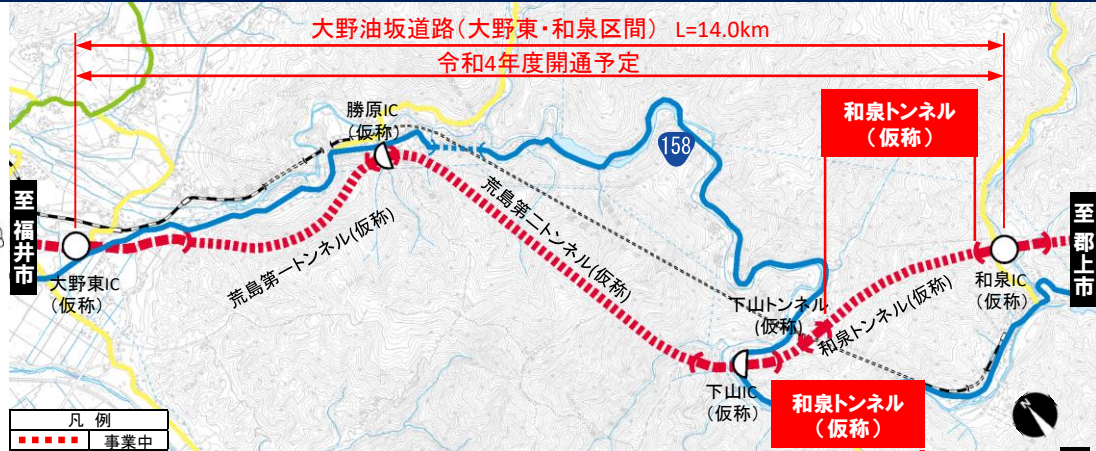 大野油坂道路(大野東・和泉区間) L=14.0km
令和4年度開通予定
勝原IC
(仮称)
158
和泉トンネル
(仮称)
至 福井市
至 郡上市
大野東IC
(仮称)
荒島第一トンネル(仮称)
荒島第二トンネル(仮称)
下山トンネル
(仮称)
和泉トンネル(仮称)
和泉IC
(仮称)
下山IC
(仮称)
和泉トンネル
(仮称)
凡 例
事業中
N